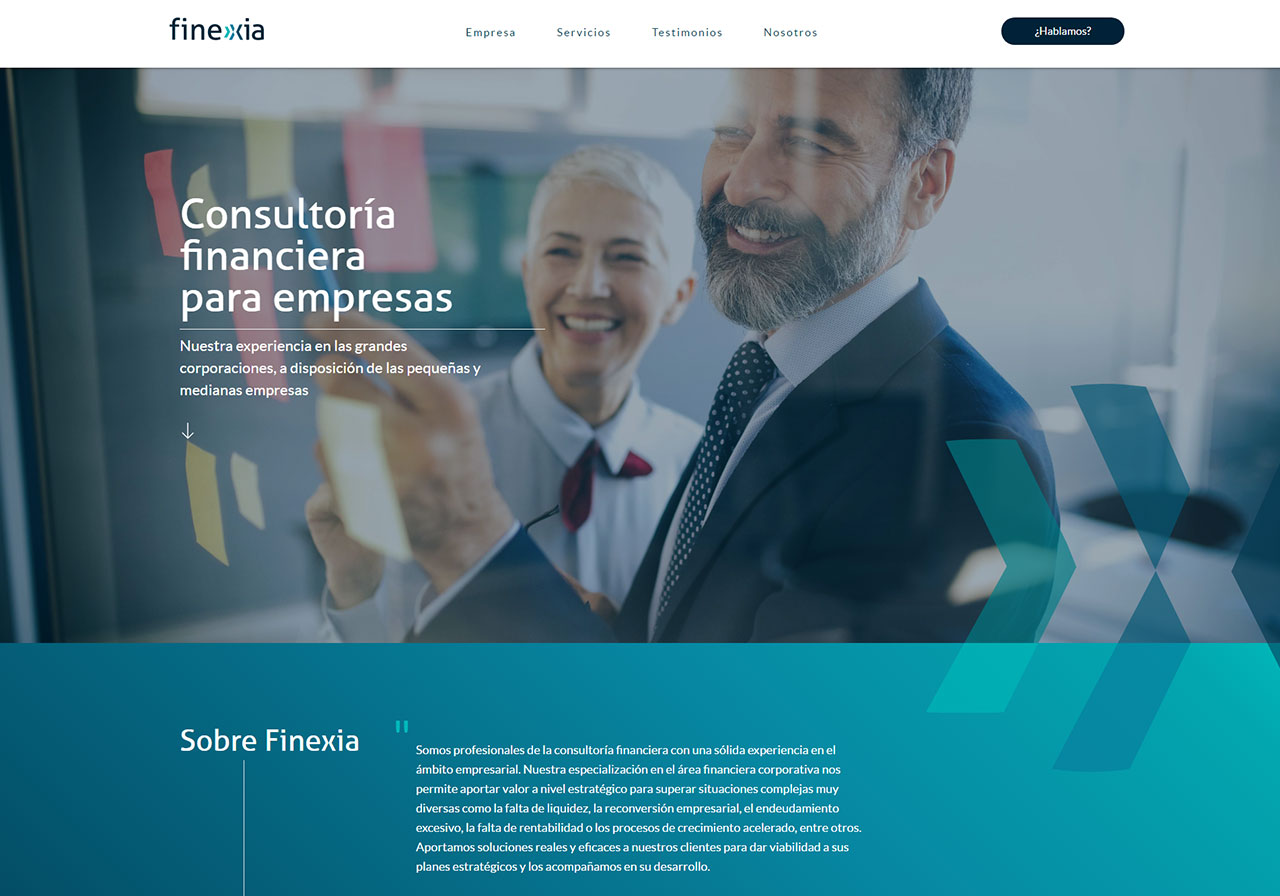 finexia
Empresa
Servicios
Testimonios
Nosotros
¿Hablamos?
Consultoría
financiera
para empresas
Nuestra experiencia en las grandes
corporaciones, a disposición de las pequeñas y
medianas empresas
Sobre Finexia
"
Somos profesionales de la consultoría financiera con una sólida experiencia en el
ámbito empresarial. Nuestra especialización en el área financiera corporativa nos
permite aportar valor a nivel estratégico para superar situaciones complejas muy
diversas como la falta de liquidez, la reconversión empresarial, el endeudamiento
excesivo, la falta de rentabilidad o los procesos de crecimiento acelerado, entre otros.
Aportamos soluciones reales y eficaces a nuestros clientes para dar viabilidad a sus
planes estratégicos y los acompañamos en su desarrollo.